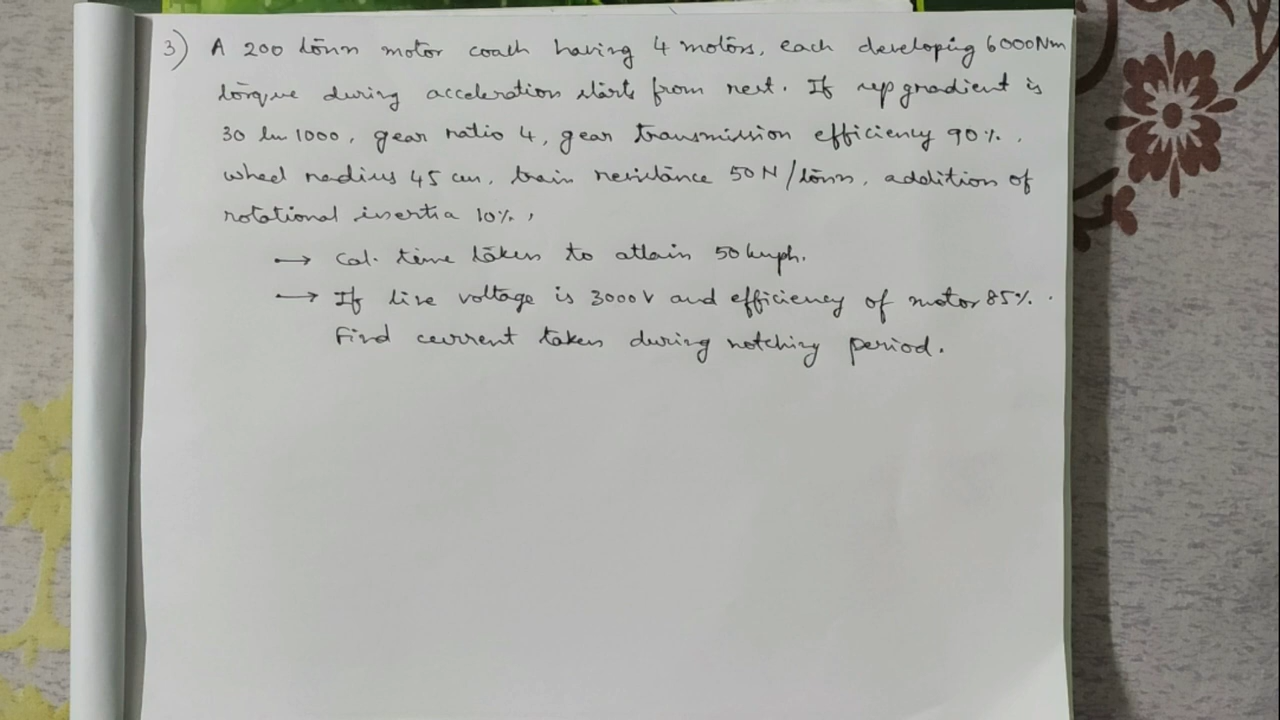 3) A 200 tonn motor coach having 4 motors, each developing 6000Nm
torque during acceleration starts from rest. If up gradient is
30 in 1000, gear ratio 4, gear transmission efficiency 90%,
wheel radius 45 cm, train resistance 50 N/tonn, addition of
rotational inertia 10%,
→ Cal. time taken to attain 50 kmph.
→ If line voltage is 3000V and efficiency of motor 85%.
Find current taken during notching period.